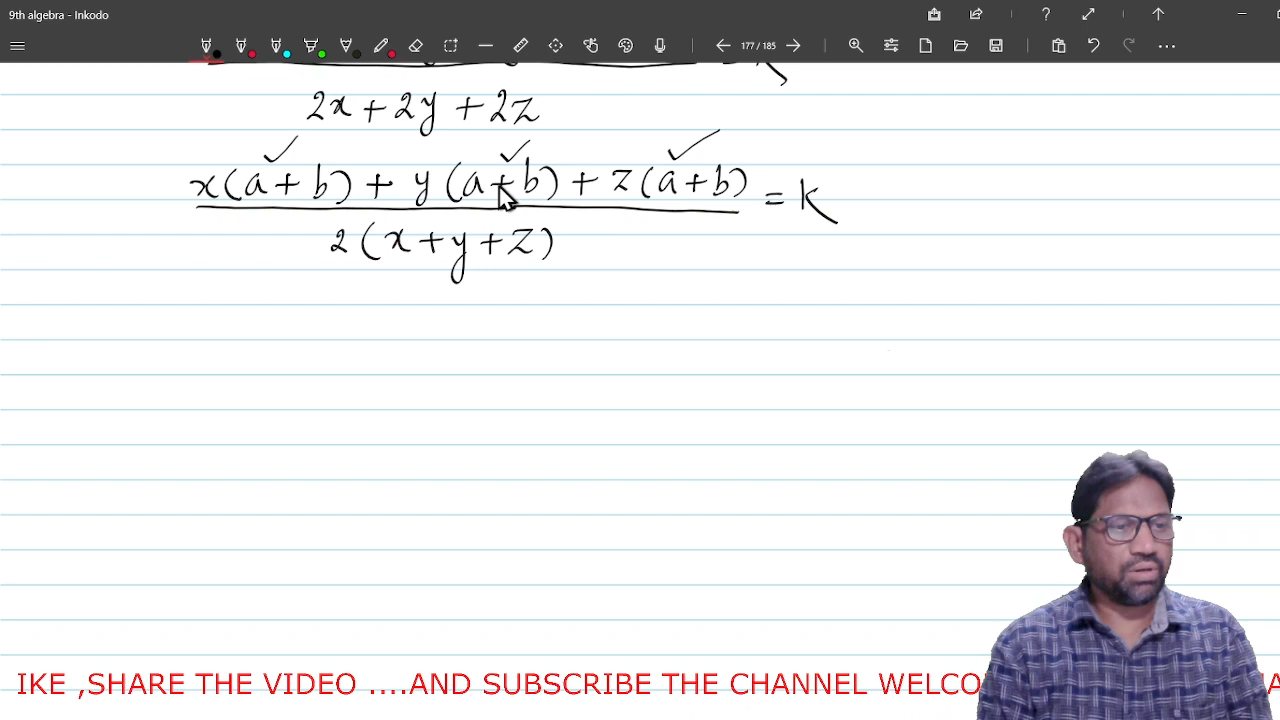 9th algebra - Inkodo
177 / 185
2x + 2y + 2z
x(a+b) + y(a+b) + z(a+b) = K
2(x+y+z)
IKE ,SHARE THE VIDEO ....AND SUBSCRIBE THE CHANNEL WELCO